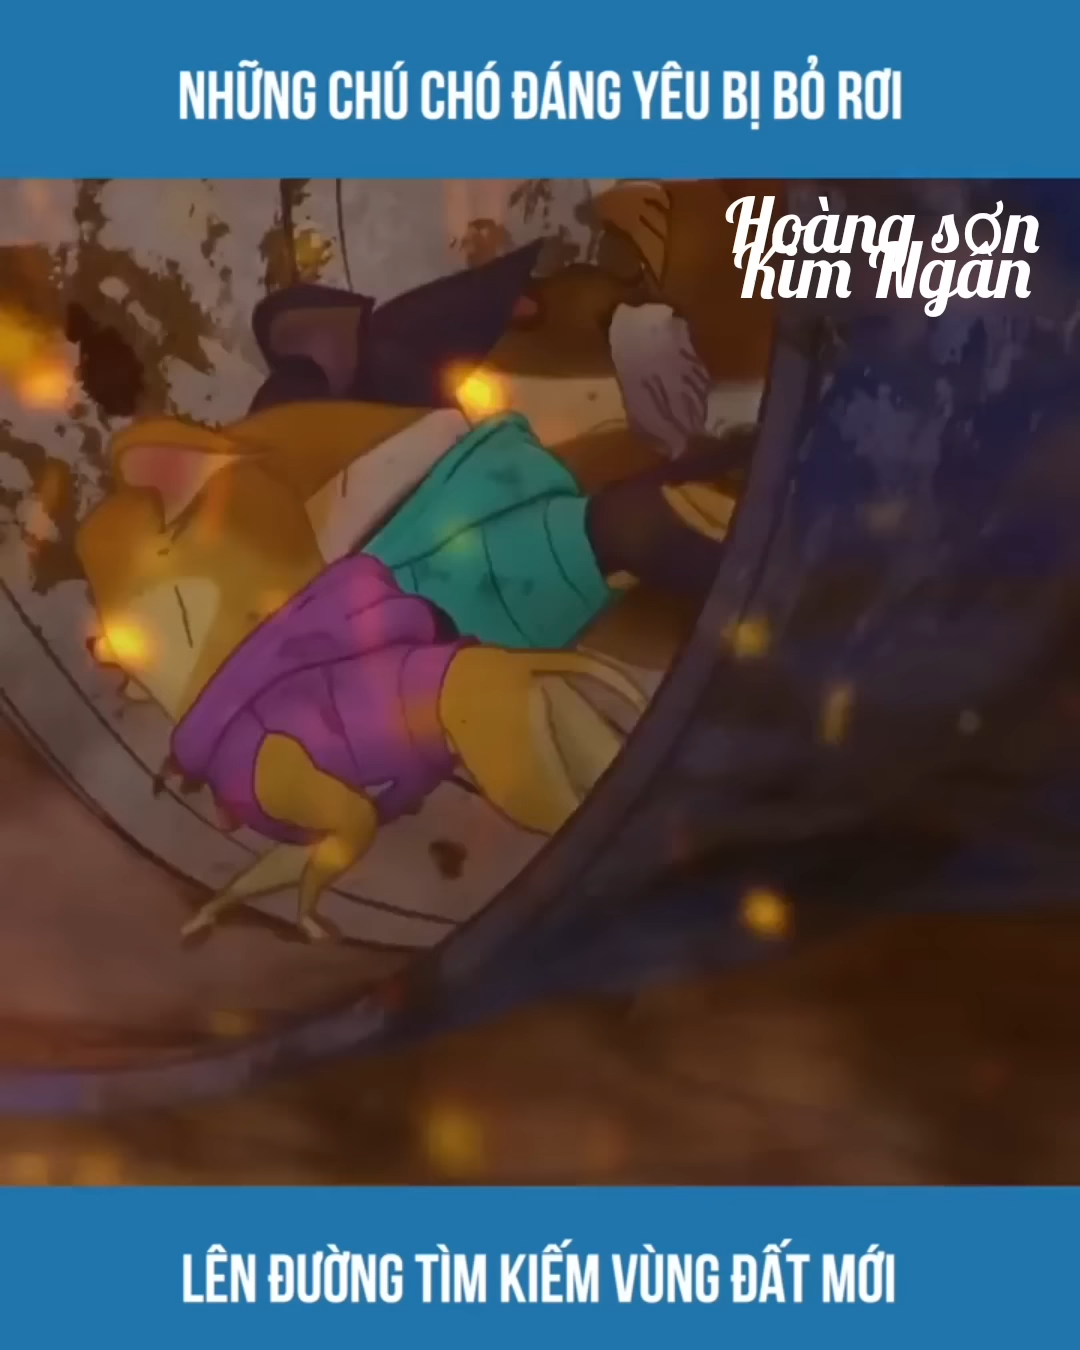 NHỮNG CHÚ CHÓ ĐÁNG YÊU BỊ BỎ RƠI
Hoàng sơn
Kim Ngân
LÊN ĐƯỜNG TÌM KIẾM VÙNG ĐẤT MỚI